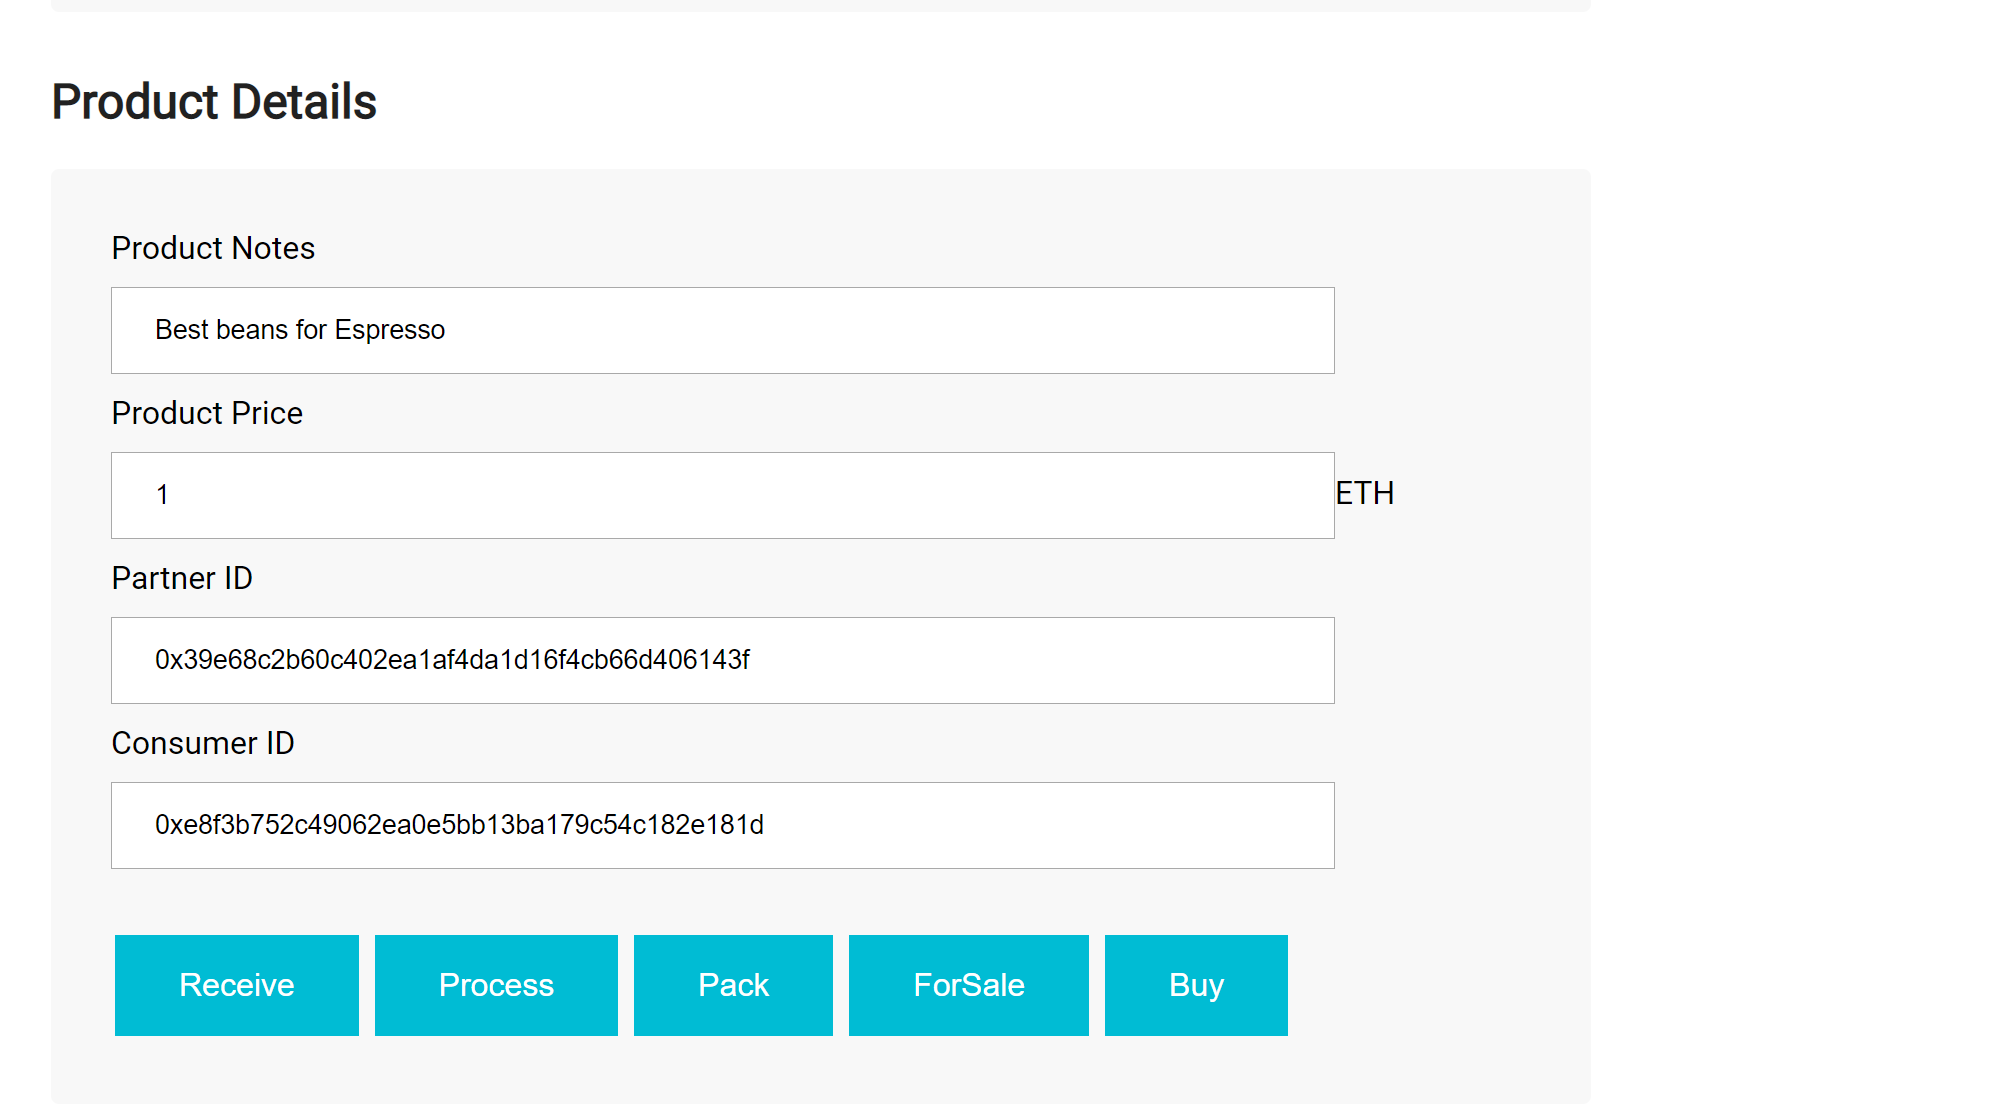 Product Details
Product Notes
Best beans for Espresso
Product Price
1 ETH
Partner ID
0x39e68c2b60c402ea1af4da1d16f4cb66d406143f
Consumer ID
0xe8f3b752c49062ea0e5bb13ba179c54c182e181d
Receive Process Pack ForSale Buy